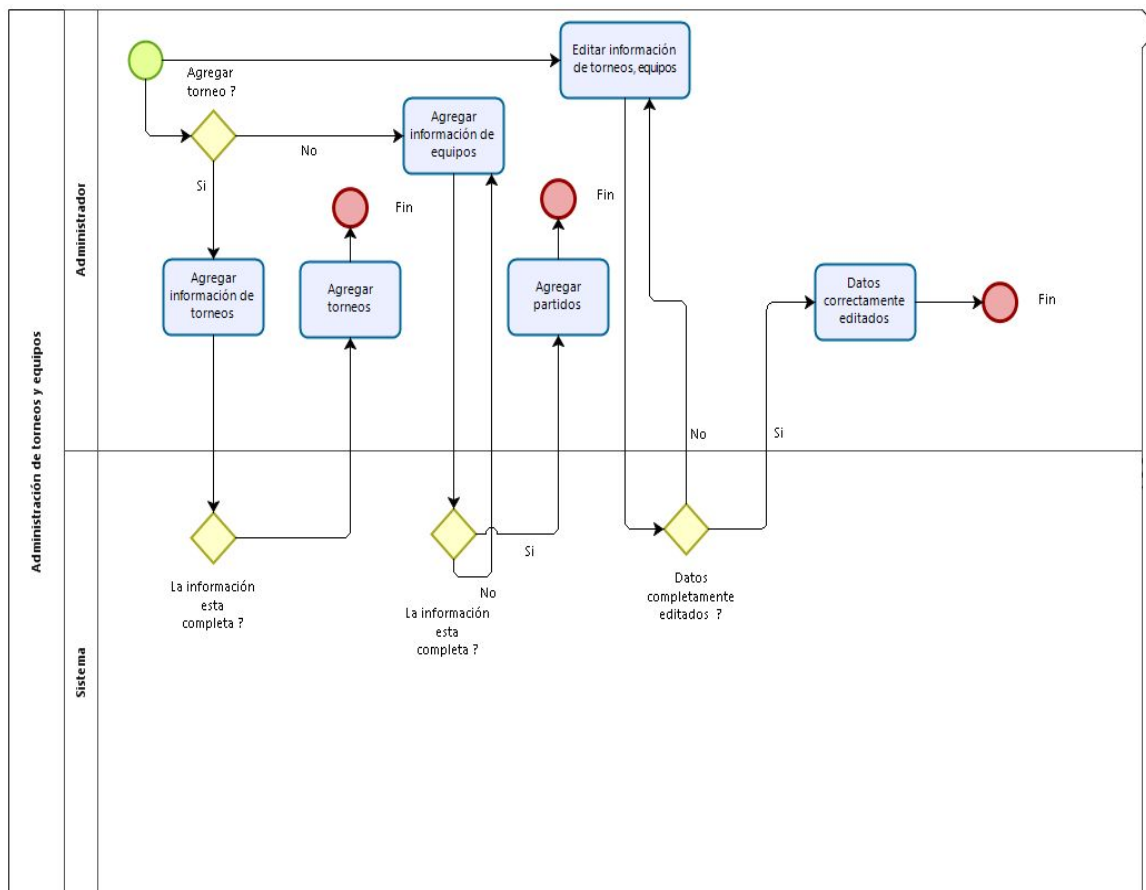 Administración de torneos y equipos
Administrador
Agregar
torneo ?
Editar información
de torneos, equipos
Agregar
información de
equipos
No
Si
Fin
Fin
Agregar
información de
torneos
Agregar
torneos
Agregar
partidos
Datos
correctamente
editados
Fin
No
Si
Sistema
La información
esta
completa ?
Si
No
La información
esta
completa ?
Datos
completamente
editados ?